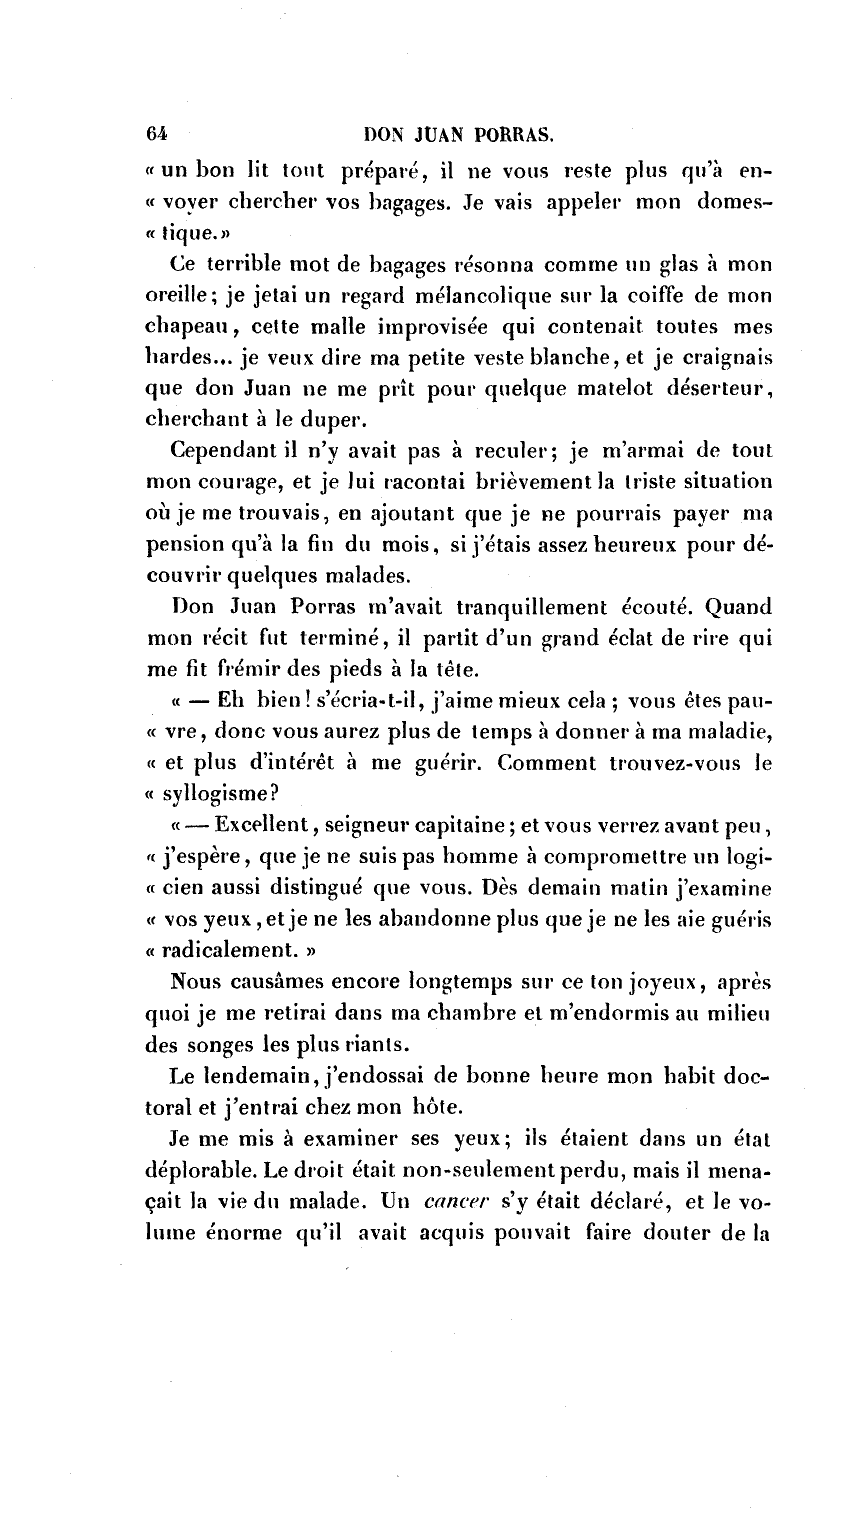 64 DON JUAN PORRAS.
« un bon lit tout préparé, il ne vous reste plus qu'à en-
« voyer chercher vos bagages. Je vais appeler mon domes-
« tique.»
Ce terrible mot de bagages résonna comme un glas à mon
oreille; je jetai un regard mélancolique sur la coiffe de mon
chapeau, cette malle improvisée qui contenait toutes mes
hardes... je veux dire ma petite veste blanche, et je craignais
que don Juan ne me prît pour quelque matelot déserteur,
cherchant à le duper.
Cependant il n'y avait pas à reculer; je m'armai de tout
mon courage, et je lui racontai brièvement la triste situation
où je me trouvais, en ajoutant que je ne pourrais payer ma
pension qu'à la fin du mois, si j'étais assez heureux pour dé-
couvrir quelques malades.
Don Juan Porras m'avait tranquillement écouté. Quand
mon récit fut terminé, il partit d'un grand éclat de rire qui
me fit frémir des pieds à la tête.
« — Eh bien! s'écria-t-il, j'aime mieux cela; vous êtes pau-
« vre, donc vous aurez plus de temps à donner à ma maladie,
« et plus d'intérêt à me guérir. Comment trouvez-vous le
« syllogisme?
« — Excellent, seigneur capitaine; et vous verrez avant peu,
« j'espère, que je ne suis pas homme à compromettre un logi-
« cien aussi distingué que vous. Dès demain matin j'examine
« vos yeux, et je ne les abandonne plus que je ne les aie guéris
« radicalement. »
Nous causâmes encore longtemps sur ce ton joyeux, après
quoi je me retirai dans ma chambre et m'endormis au milieu
des songes les plus riants.
Le lendemain, j'endossai de bonne heure mon habit doc-
toral et j'entrai chez mon hôte.
Je me mis à examiner ses yeux; ils étaient dans un état
déplorable. Le droit était non-seulement perdu, mais il mena-
çait la vie du malade. Un cancer s'y était déclaré, et le vo-
lume énorme qu'il avait acquis pouvait faire douter de la